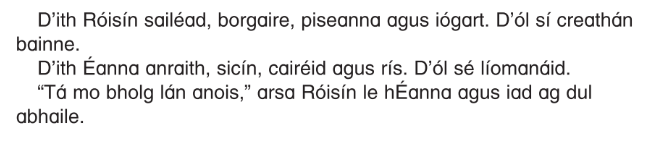 D’ith Róisín sailéad, borgaire, piseanna agus iógart. D’ól sí creathán
bainne.
D’ith Éanna anraith, sicín, cairéid agus rís. D’ól sé líomanáid.
“Tá mo bholg lán anois,” arsa Róisín le hÉanna agus iad ag dul
abhaile.